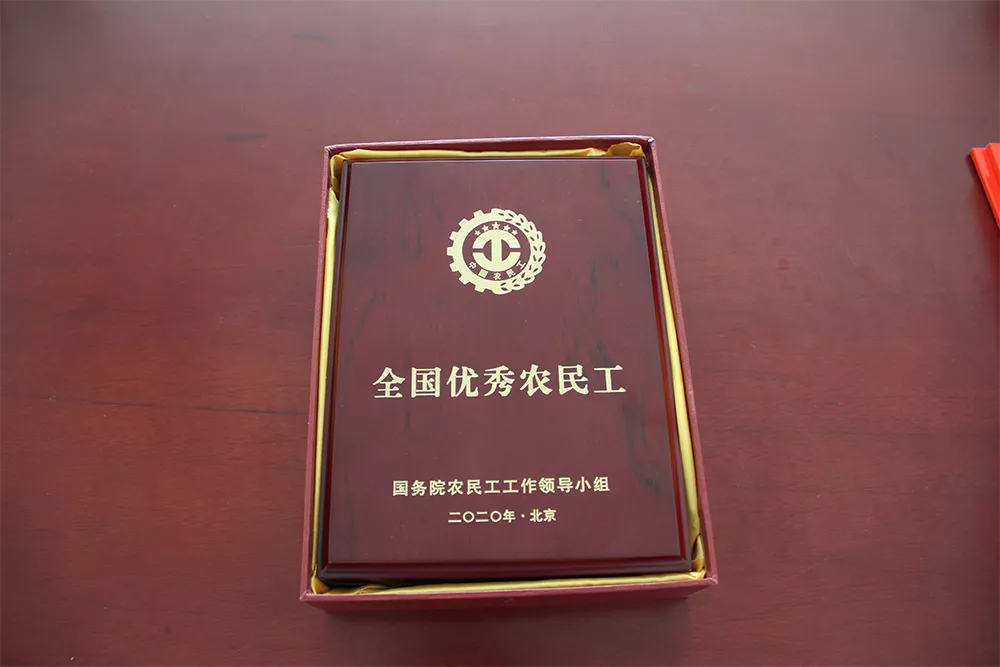 中国农民工
全国优秀农民工
国务院农民工工作领导小组
二〇二〇年·北京